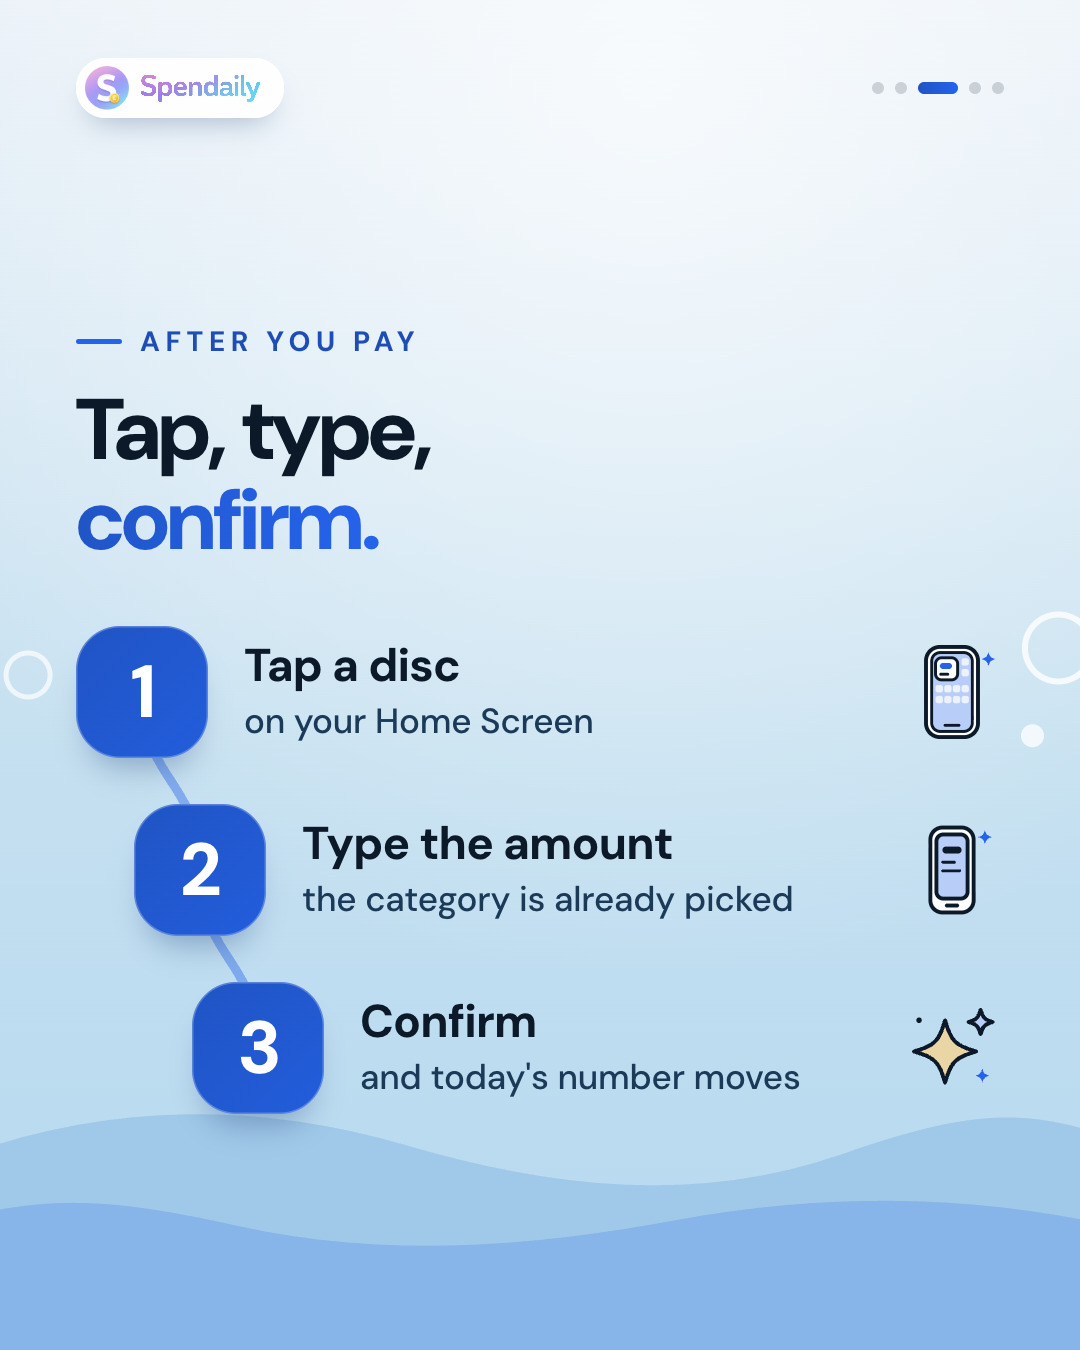 Spendaily
AFTER YOU PAY
Tap, type,
confirm.
1
Tap a disc
on your Home Screen
2
Type the amount
the category is already picked
3
Confirm
and today's number moves